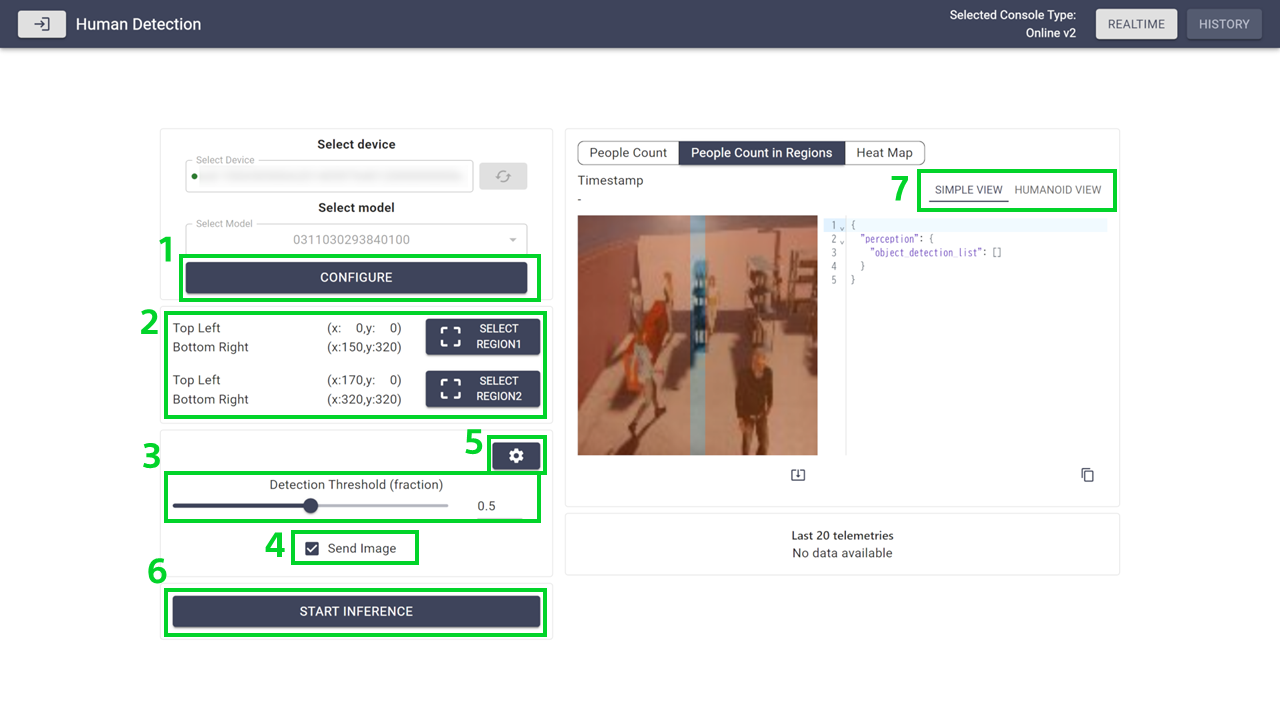 Human Detection
Selected Console Type:
Online v2
REALTIME
HISTORY
Select device
Select Device
Select model
Select Model
0311030293840100
1
CONFIGURE
2
Top Left (x: 0,y: 0)
Bottom Right (x:150,y:320)
SELECT
REGION1
Top Left (x:170,y: 0)
Bottom Right (x:320,y:320)
SELECT
REGION2
3
5
Detection Threshold (fraction)
0.5
4
Send Image
6
START INFERENCE
People Count
People Count in Regions
Heat Map
Timestamp
-
7
SIMPLE VIEW
HUMANOID VIEW
1 {
2 "perception": {
3 "object_detection_list": []
4 }
5 }
Last 20 telemetries
No data available